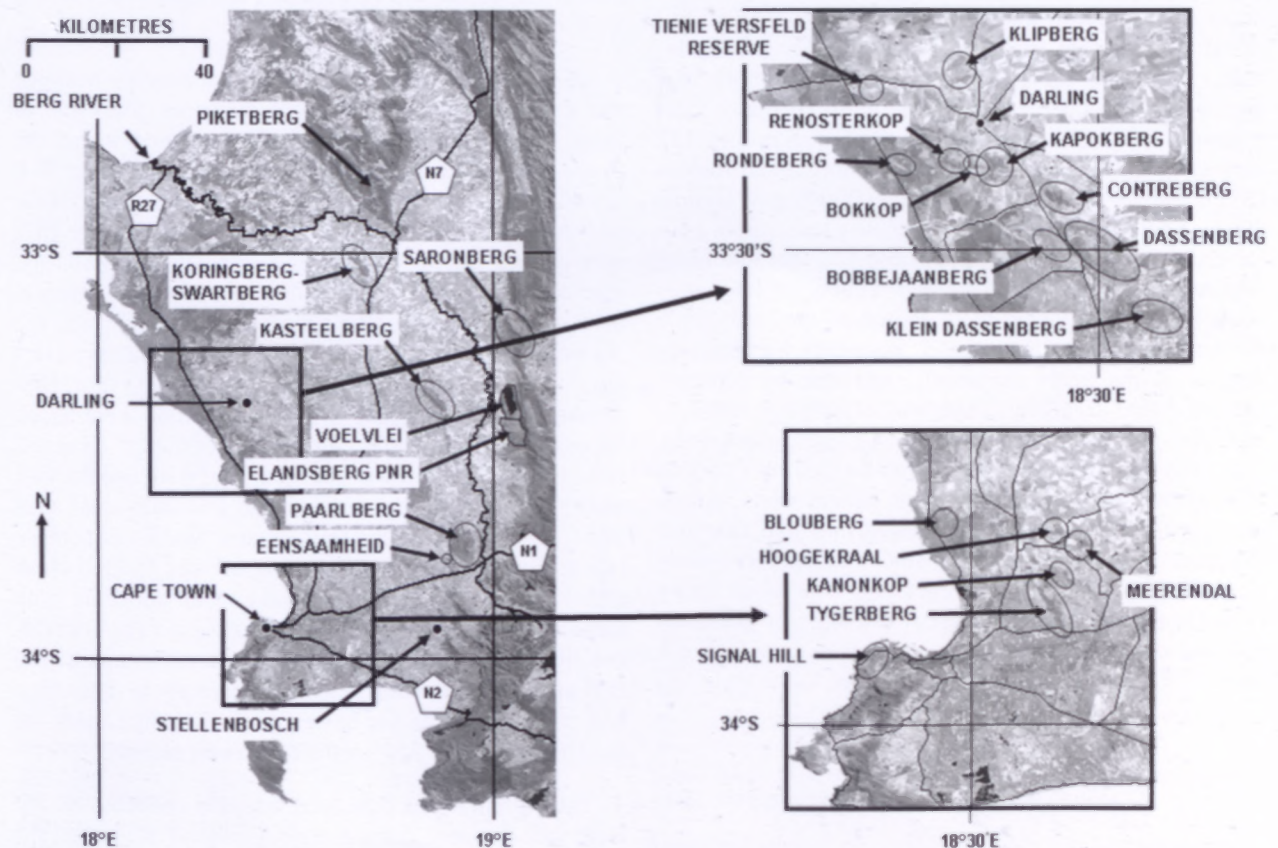 KILOMETRES
0 40
BERG RIVER
PIKETBERG
N7
R27
33°S
KORINGBERG-
SWARTBERG
SARONBERG
KASTEELBERG
DARLING
VOELVLEI
ELANDSBERG PNR
N
PAARLBERG
EENSAAMHEID
N1
CAPE TOWN
34°S
N2
STELLENBOSCH
18°E
19°E
TIENIE VERSFELD
RESERVE
KLIPBERG
DARLING
RENOSTERKOP
KAPOKBERG
RONDEBERG
CONTREBERG
BOKKOP
DASSENBERG
33°30'S
BOBBEJAANBERG
KLEIN DASSENBERG
18°30'E
BLOUBERG
HOOGEKRAAL
KANONKOP
MEERENDAL
TYGERBERG
SIGNAL HILL
34°S
18°30'E